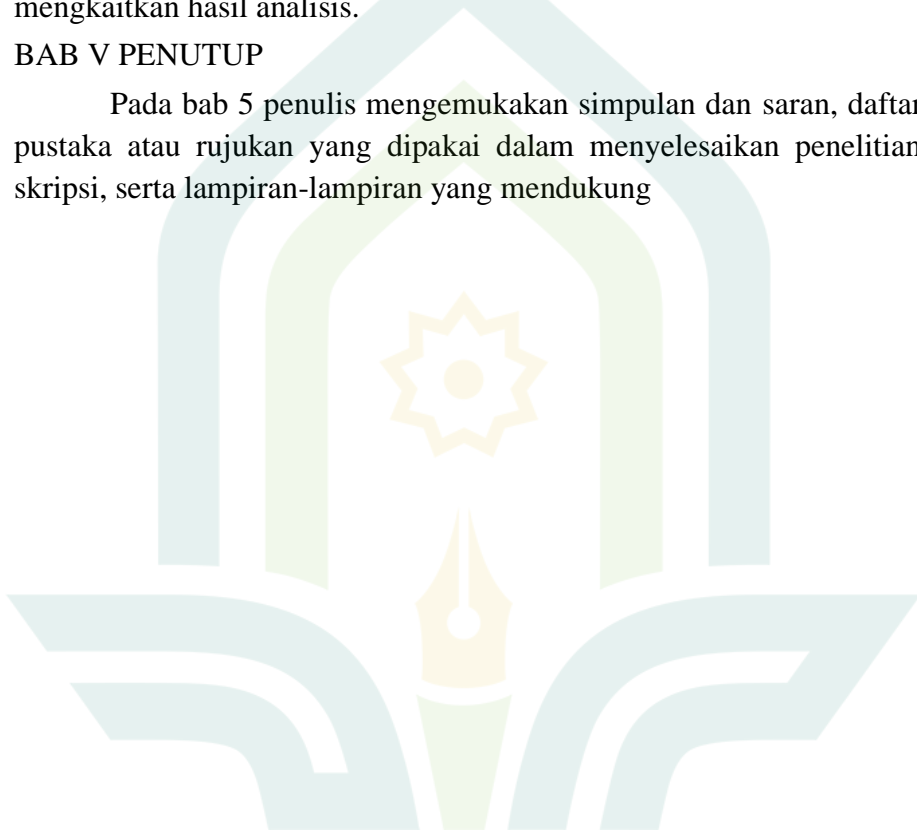 mengkaitkan hasil analisis.
BAB V PENUTUP
Pada bab 5 penulis mengemukakan simpulan dan saran, daftar
pustaka atau rujukan yang dipakai dalam menyelesaikan penelitian
skripsi, serta lampiran-lampiran yang mendukung